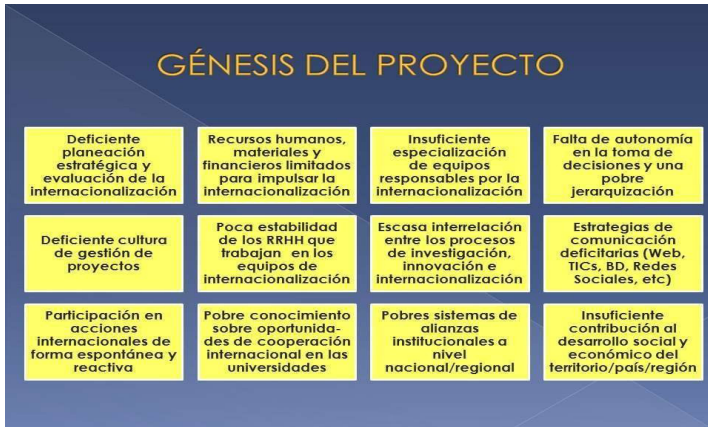 GÉNESIS DEL PROYECTO
Deficiente
planeación
estratégica y
evaluación de la
internacionalización
Recursos humanos,
materiales y
financieros limitados
para impulsar la
internacionalización
Insuficiente
especialización
de equipos
responsables por la
internacionalización
Falta de autonomía
en la toma de
decisiones y una
pobre
jerarquización
Deficiente cultura
de gestión de
proyectos
Poca estabilidad
de los RRHH que
trabajan en los
equipos de
internacionalización
Escasa interrelación
entre los procesos
de investigación,
innovación e
internacionalización
Estrategias de
comunicación
deficitarias (Web,
TICs, BD, Redes
Sociales, etc)
Participación en
acciones
internacionales de
forma espontánea y
reactiva
Pobre conocimiento
sobre oportunida-
des de cooperación
internacional en las
universidades
Pobres sistemas de
alianzas
institucionales a
nivel
nacional/regional
Insuficiente
contribución al
desarrollo social y
económico del
territorio/país/región